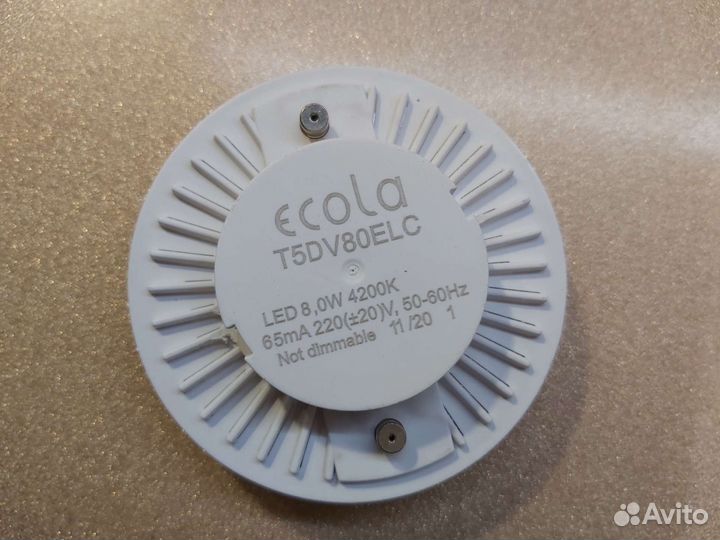 ecola
T5DV80ELC
LED 8,0W 4200K
65mA 220(±20)V, 50-60Hz
Not dimmable 11/20 1
Avito